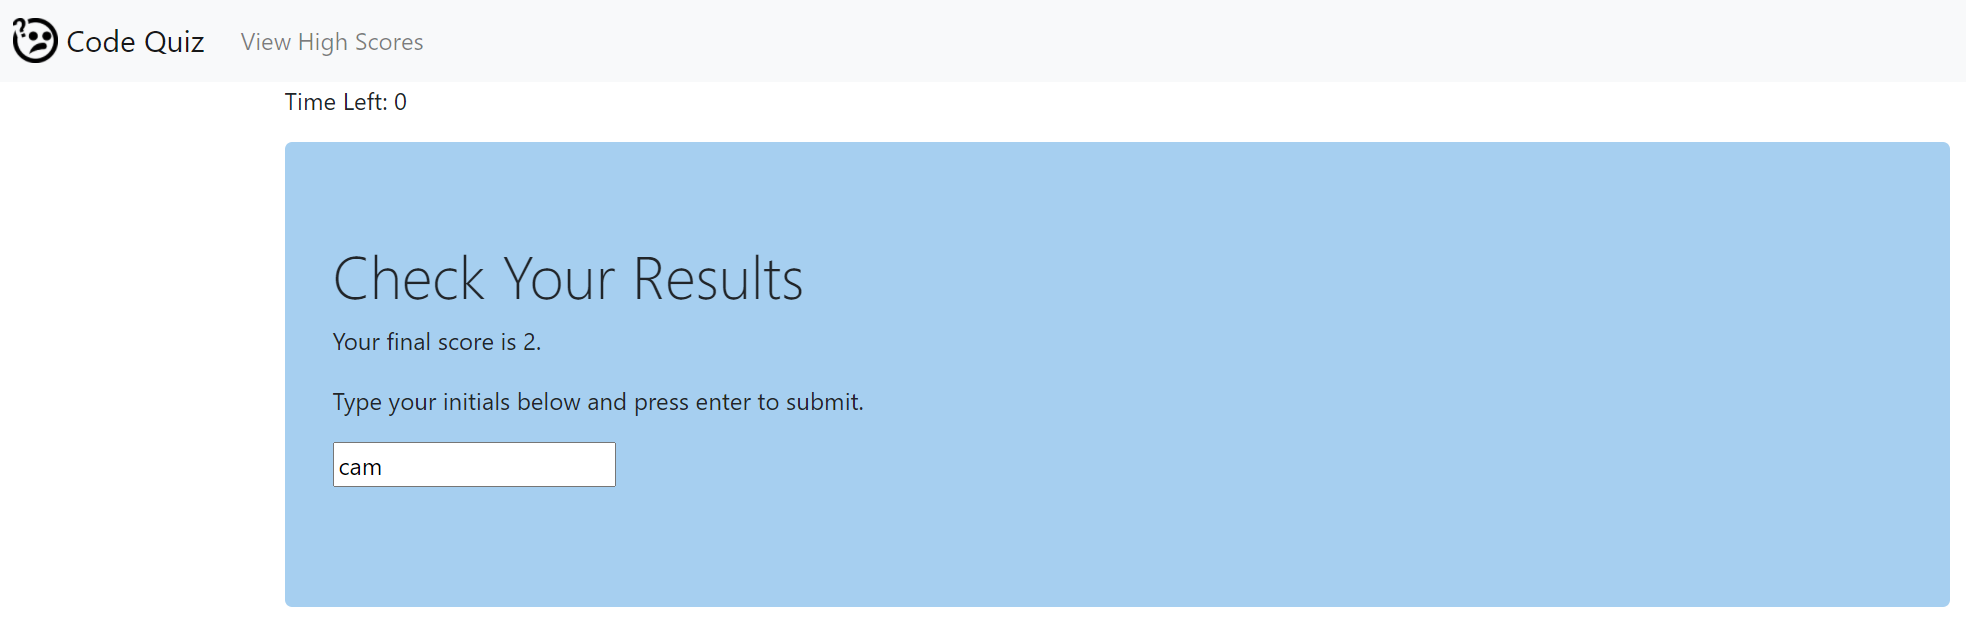 Code Quiz View High Scores
Time Left: 0
Check Your Results
Your final score is 2.
Type your initials below and press enter to submit.
cam